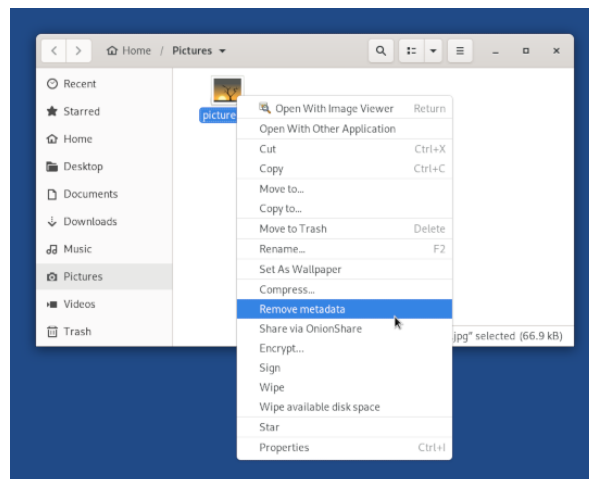 Home / Pictures
Recent
Starred
Home
Desktop
Documents
Downloads
Music
Pictures
Videos
Trash
picture
Open With Image Viewer Return
Open With Other Application
Cut Ctrl+X
Copy Ctrl+C
Move to...
Copy to...
Move to Trash Delete
Rename... F2
Set As Wallpaper
Compress...
Remove metadata
Share via OnionShare
Encrypt...
Sign
Wipe
Wipe available disk space
Star
Properties Ctrl+I
jpg" selected (66.9 kB)